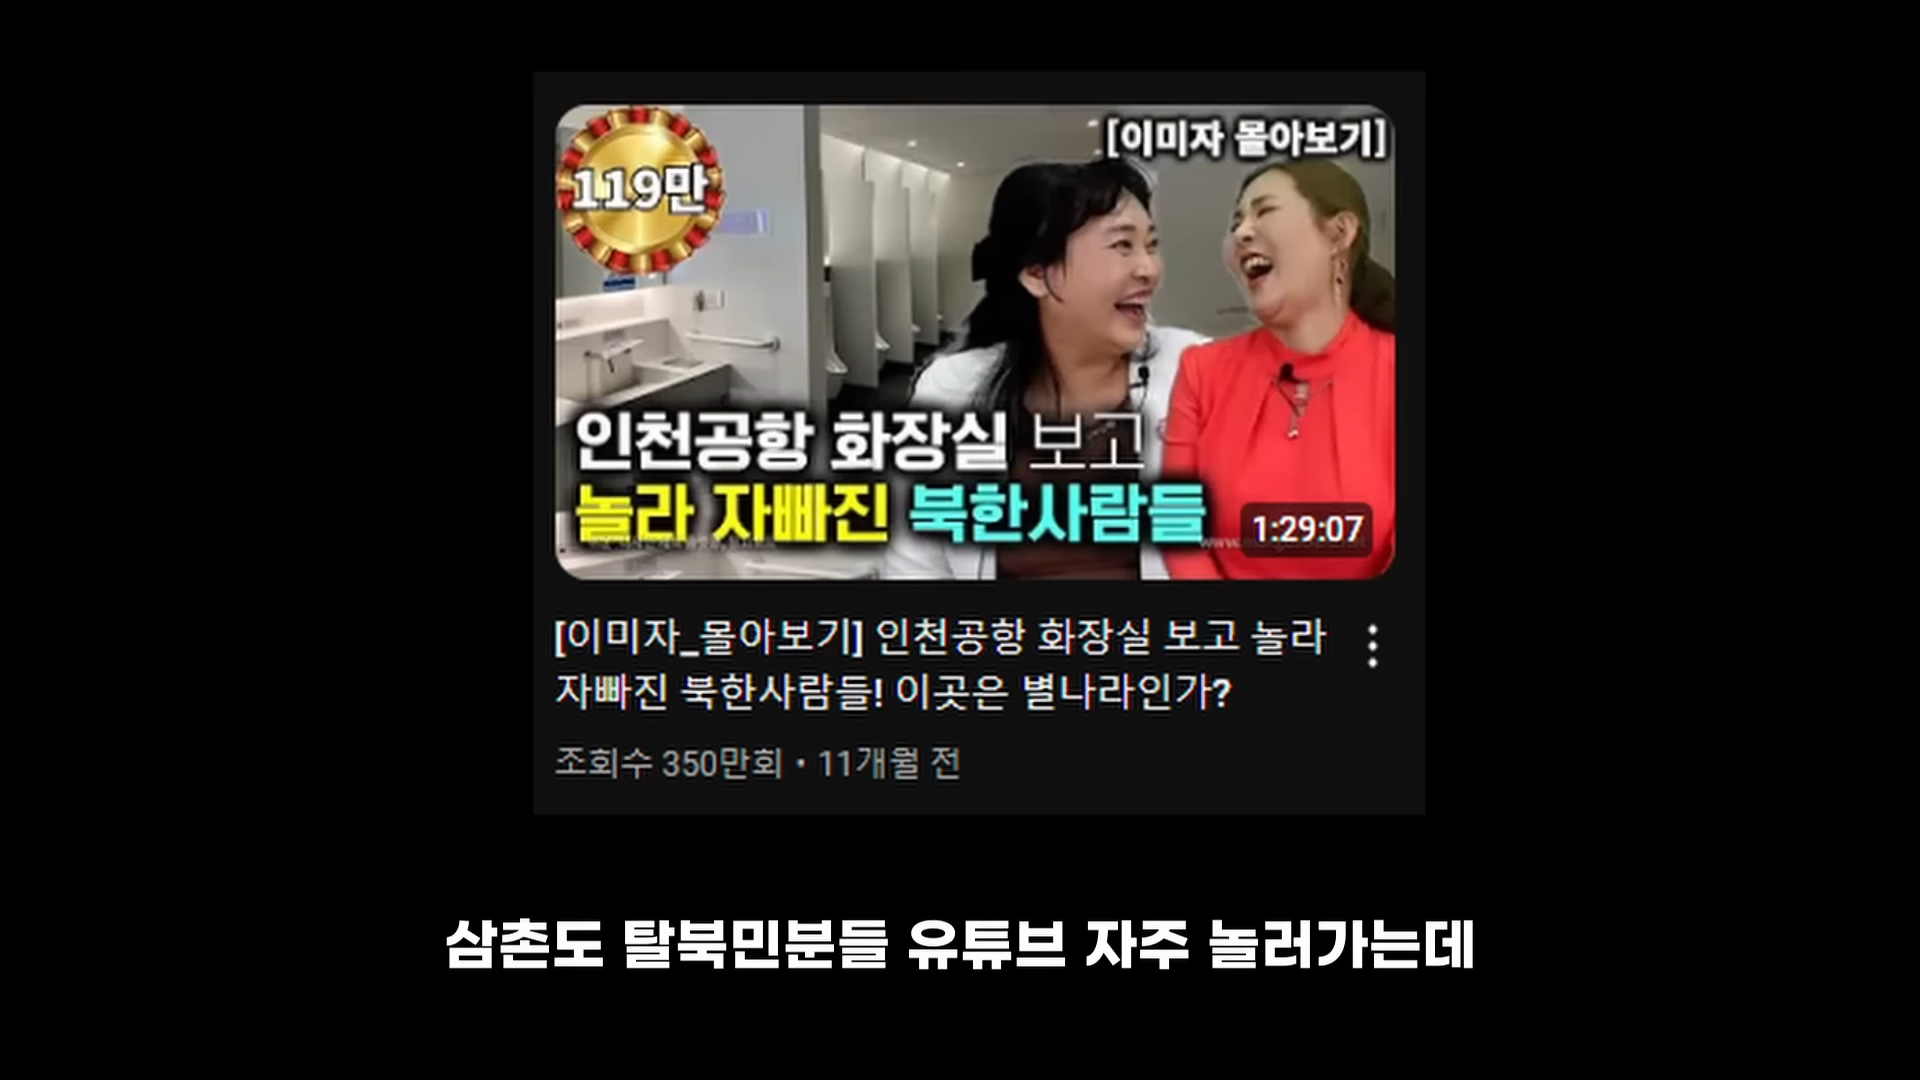 119만
[이미자 몰아보기]
인천공항 화장실 보고
놀라 자빠진 북한사람들
1:29:07
[이미자_몰아보기] 인천공항 화장실 보고 놀라
자빠진 북한사람들! 이곳은 별나라인가?
조회수 350만회 • 11개월 전
삼촌도 탈북민분들 유튜브 자주 놀러가는데